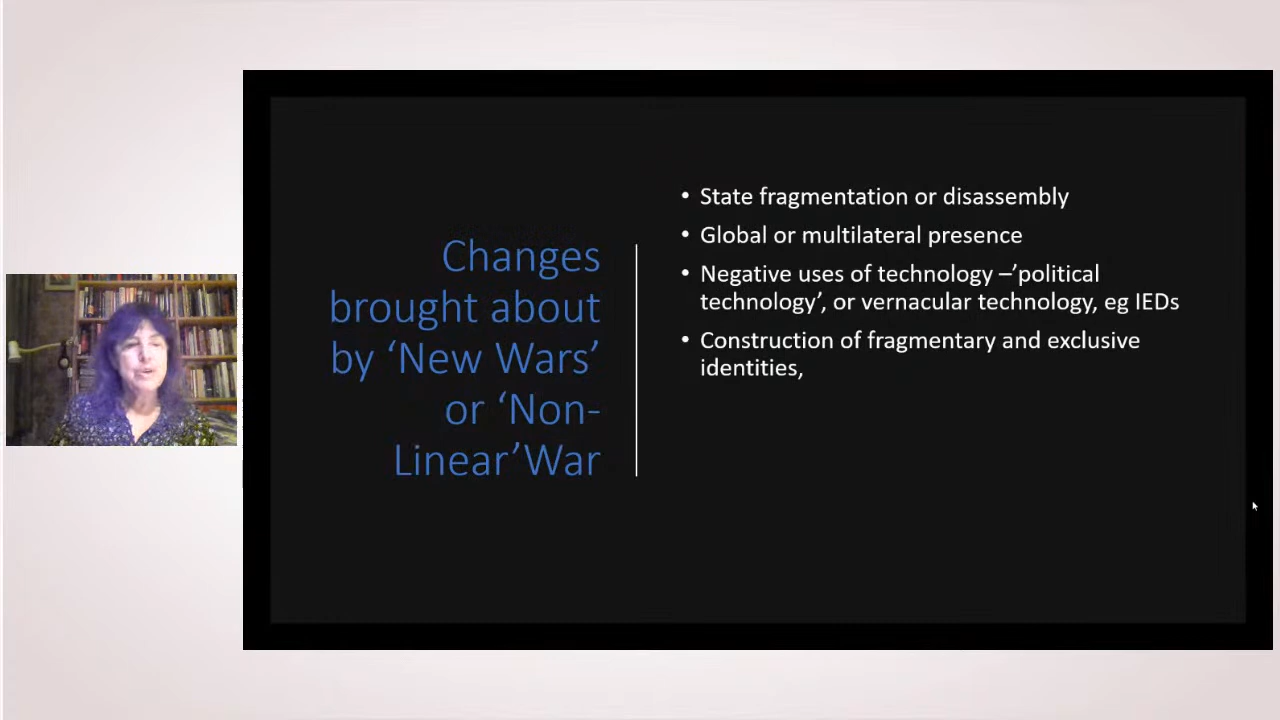 Changes
brought about
by ‘New Wars’
or ‘Non-
Linear’War
• State fragmentation or disassembly
• Global or multilateral presence
• Negative uses of technology –’political
technology’, or vernacular technology, eg IEDs
• Construction of fragmentary and exclusive
identities,